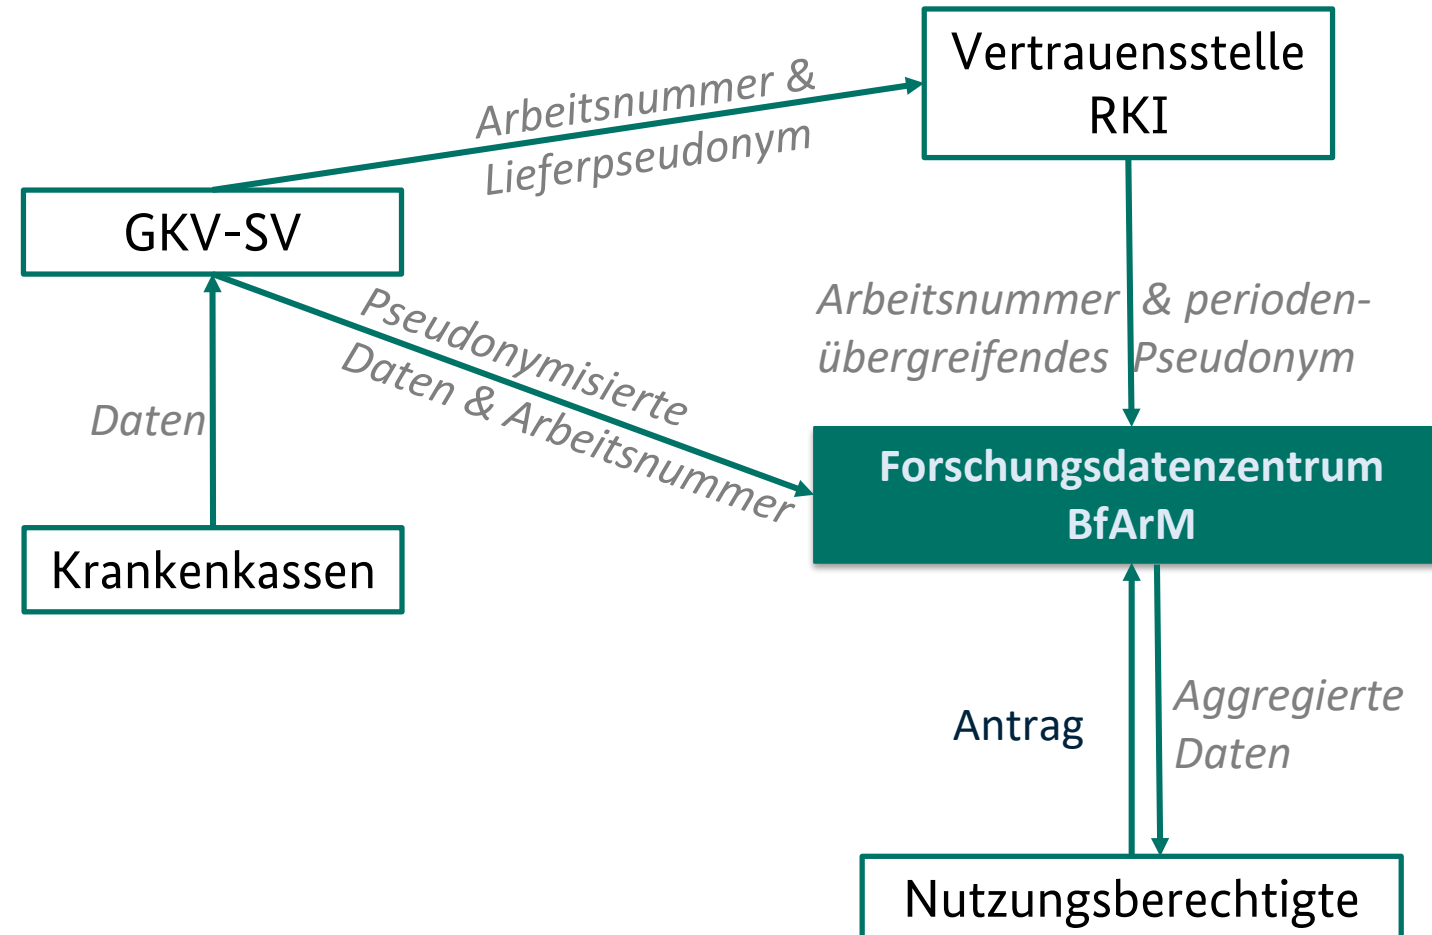 Vertrauensstelle
RKI
Arbeitsnummer &
Lieferpseudonym
GKV-SV
Pseudonymisierte
Daten & Arbeitsnummer
Arbeitsnummer & perioden-
übergreifendes Pseudonym
Daten
Forschungsdatenzentrum
BfArM
Krankenkassen
Antrag
Aggregierte
Daten
Nutzungsberechtigte